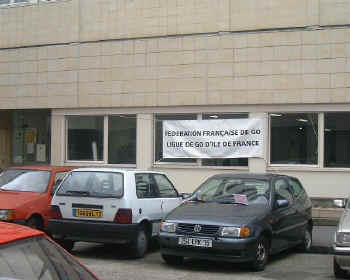 FEDERATION FRANÇAISE DE GO
LIGUE DE GO D'ILE DE FRANCE